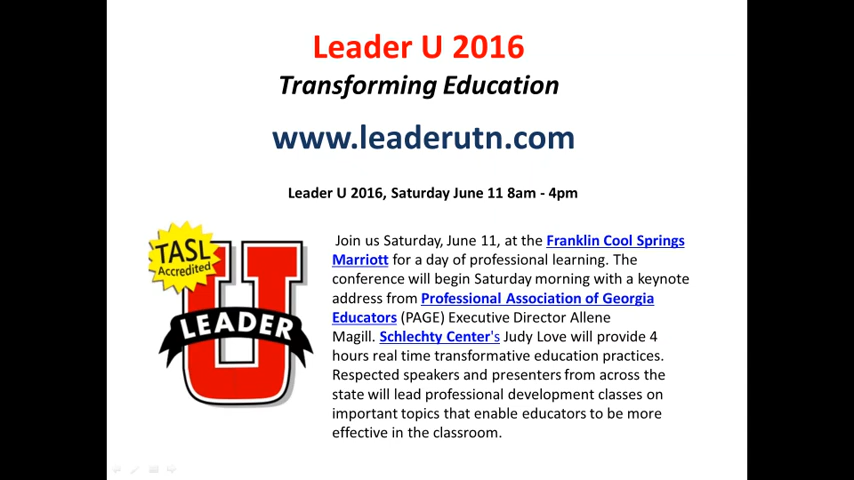 Leader U 2016
Transforming Education
www.leaderutn.com
Leader U 2016, Saturday June 11 8am - 4pm
TASL
Accredited
LEADER
U
Join us Saturday, June 11, at the Franklin Cool Springs
Marriott for a day of professional learning. The
conference will begin Saturday morning with a keynote
address from Professional Association of Georgia
Educators (PAGE) Executive Director Allene
Magill. Schlechty Center's Judy Love will provide 4
hours real time transformative education practices.
Respected speakers and presenters from across the
state will lead professional development classes on
important topics that enable educators to be more
effective in the classroom.